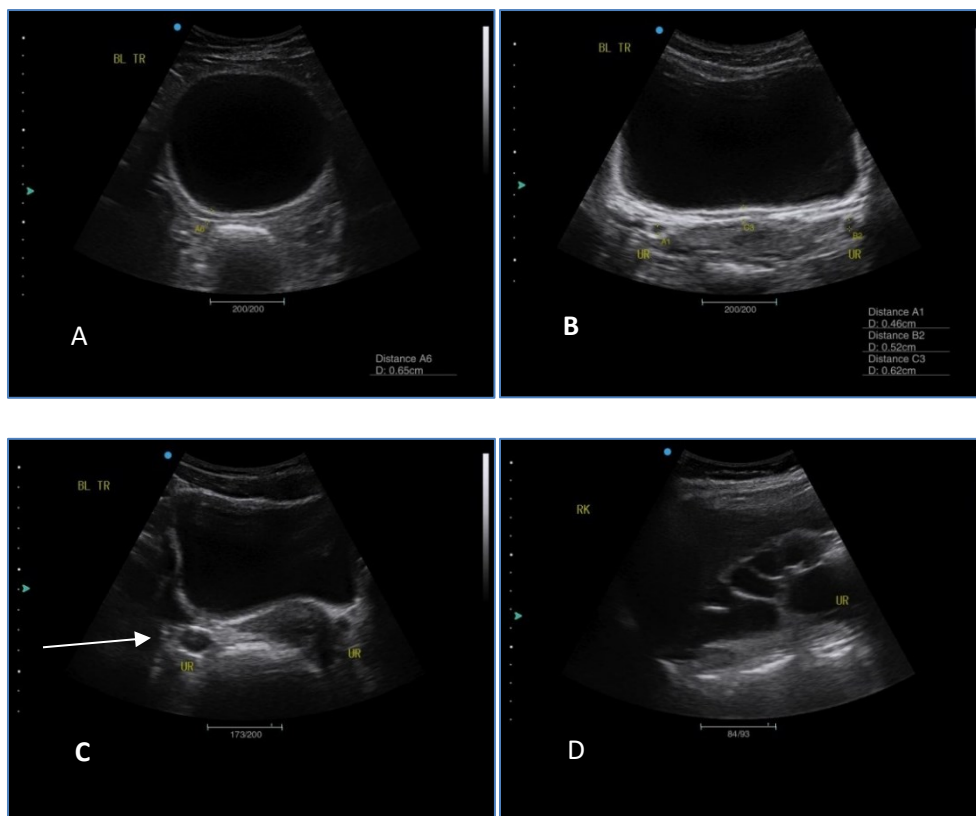 BL TR
A6
200/200
A
Distance A6
D: 0.65cm
BL TR
A1
C3
B2
UR
UR
200/200
B
Distance A1
D: 0.46cm
Distance B2
D: 0.52cm
Distance C3
D: 0.62cm
BL TR
UR
UR
173/200
C
RK
UR
84/93
D